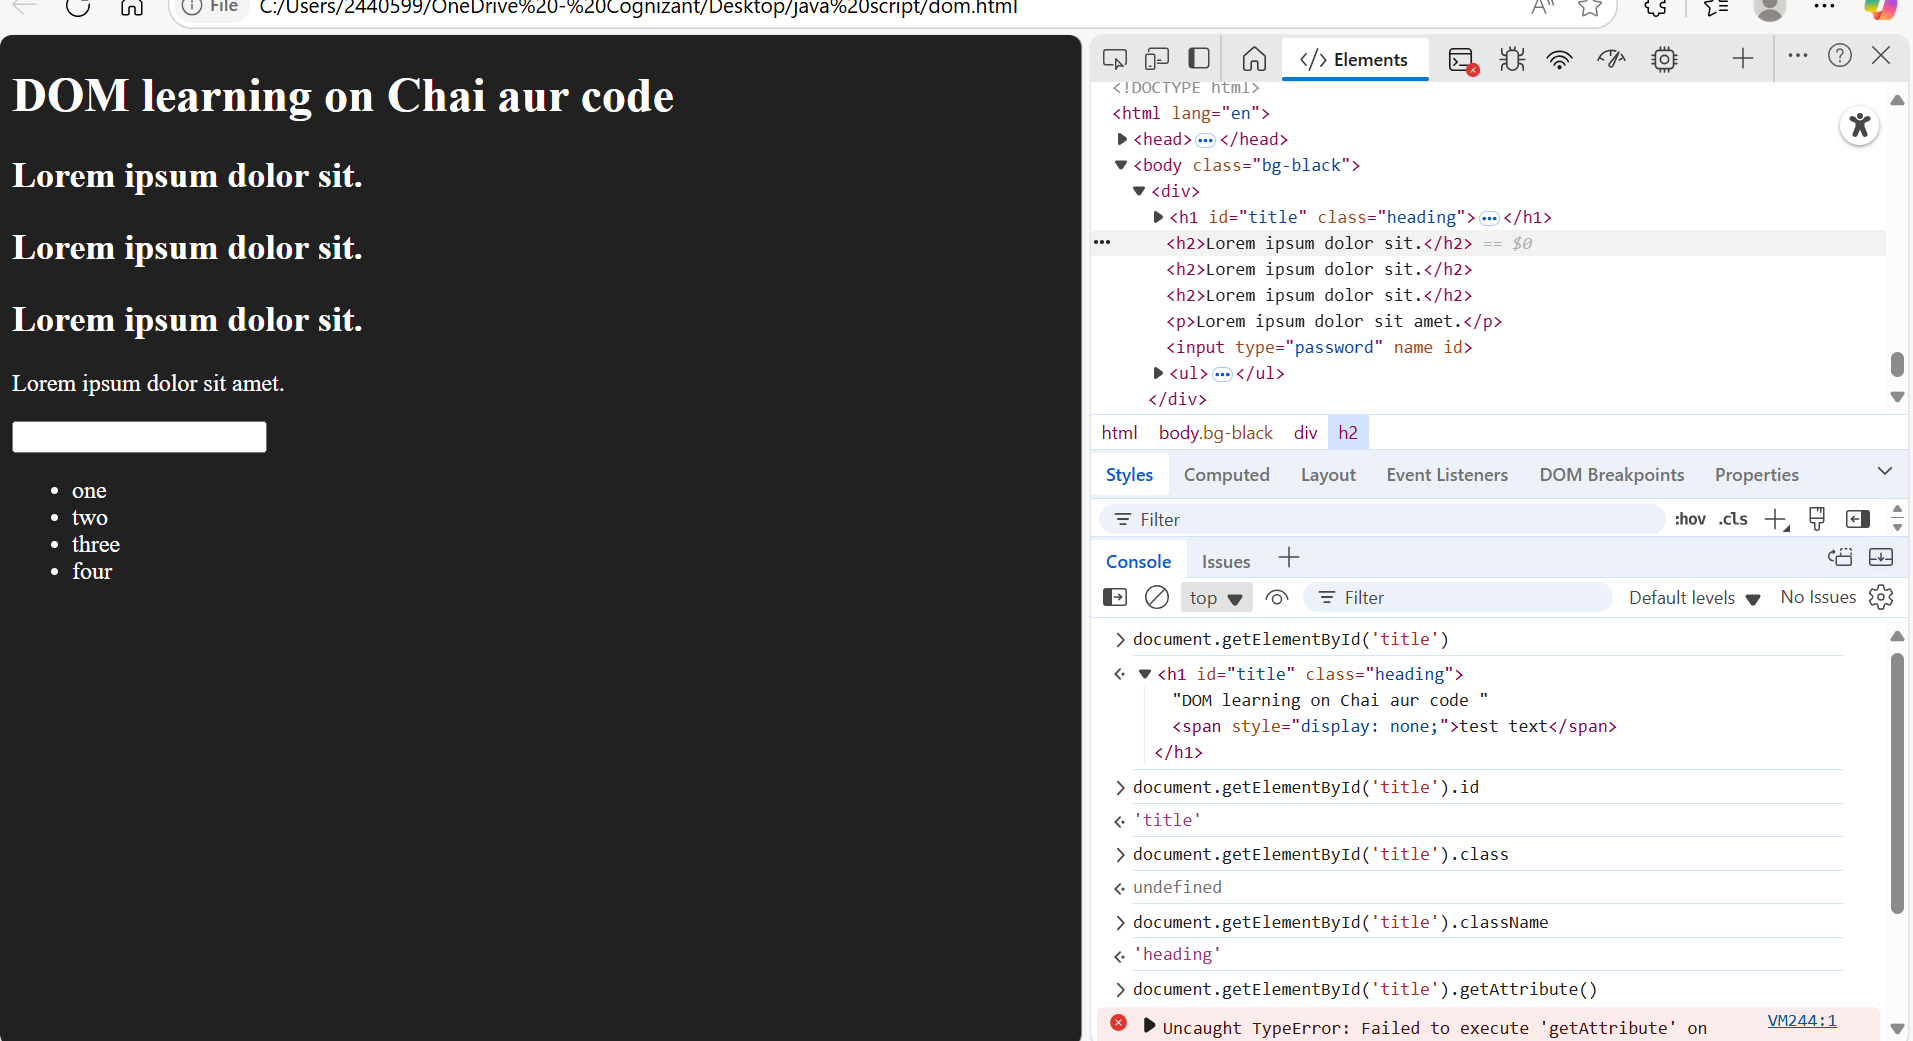 File C:/Users/2440599/OneDrive%20-%20Cognizant/Desktop/java%20script/dom.html
DOM learning on Chai aur code
Lorem ipsum dolor sit.
Lorem ipsum dolor sit.
Lorem ipsum dolor sit.
Lorem ipsum dolor sit amet.
one
two
three
four
</> Elements
<!DOCTYPE html>
<html lang="en">
<head>…</head>
<body class="bg-black">
<div>
<h1 id="title" class="heading">…</h1>
<h2>Lorem ipsum dolor sit.</h2> == $0
<h2>Lorem ipsum dolor sit.</h2>
<h2>Lorem ipsum dolor sit.</h2>
<p>Lorem ipsum dolor sit amet.</p>
<input type="password" name id>
<ul>…</ul>
</div>
html body.bg-black div h2
Styles Computed Layout Event Listeners DOM Breakpoints Properties
Filter :hov .cls
Console Issues
top Filter Default levels No Issues
document.getElementById('title')
<h1 id="title" class="heading">
"DOM learning on Chai aur code "
<span style="display: none;">test text</span>
</h1>
document.getElementById('title').id
'title'
document.getElementById('title').class
undefined
document.getElementById('title').className
'heading'
document.getElementById('title').getAttribute()
Uncaught TypeError: Failed to execute 'getAttribute' on VM244:1